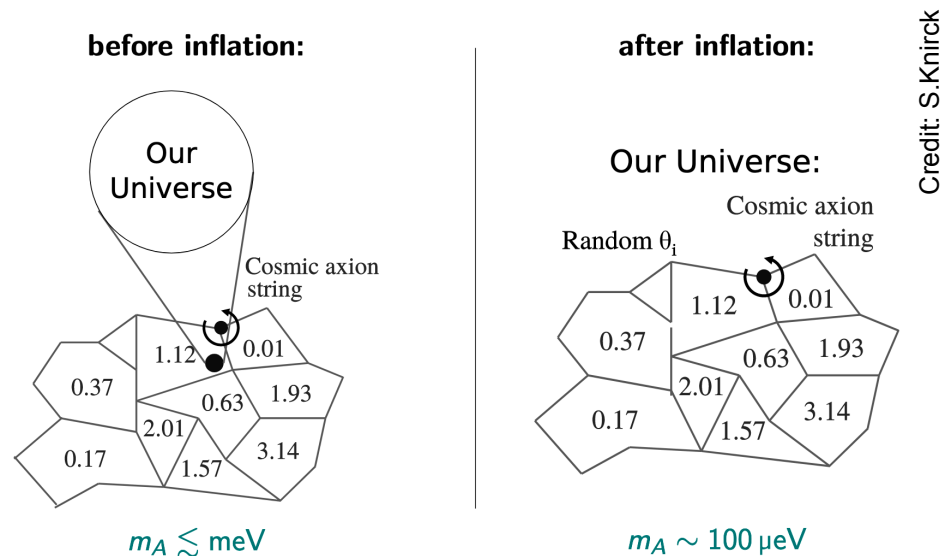 before inflation:
Our
Universe
Cosmic axion
string
1.12
0.01
0.37
0.63
1.93
2.01
0.17
1.57
3.14
m_A ≲ meV
after inflation:
Our Universe:
Cosmic axion
string
Random θ_i
1.12
0.01
0.37
0.63
1.93
2.01
0.17
1.57
3.14
m_A ∼ 100 μeV
Credit: S.Knirck